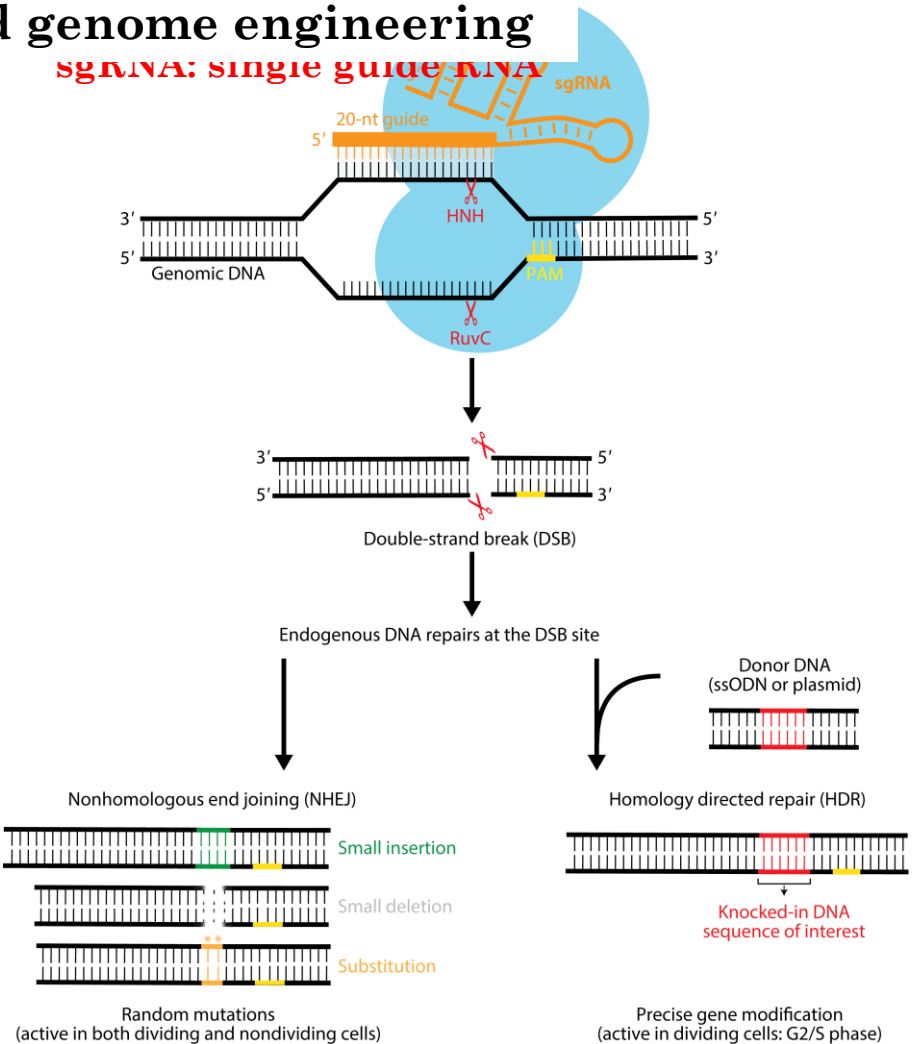 genome engineering
sgRNA: single guide RNA
sgRNA
20-nt guide
5′
HNH
3′
5′
5′
3′
Genomic DNA
PAM
RuvC
3′
5′
5′
3′
Double-strand break (DSB)
Endogenous DNA repairs at the DSB site
Donor DNA
(ssODN or plasmid)
Nonhomologous end joining (NHEJ)
Homology directed repair (HDR)
Small insertion
Small deletion
**
Substitution
Knocked-in DNA
sequence of interest
Random mutations
(active in both dividing and nondividing cells)
Precise gene modification
(active in dividing cells: G2/S phase)